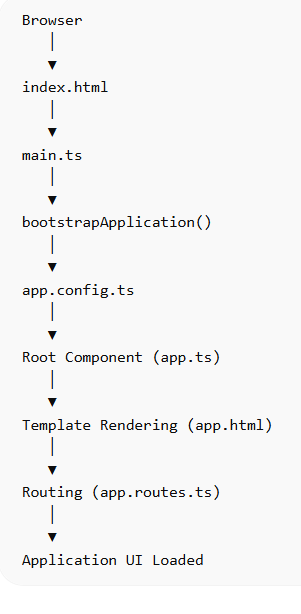 Browser
index.html
main.ts
bootstrapApplication()
app.config.ts
Root Component (app.ts)
Template Rendering (app.html)
Routing (app.routes.ts)
Application UI Loaded